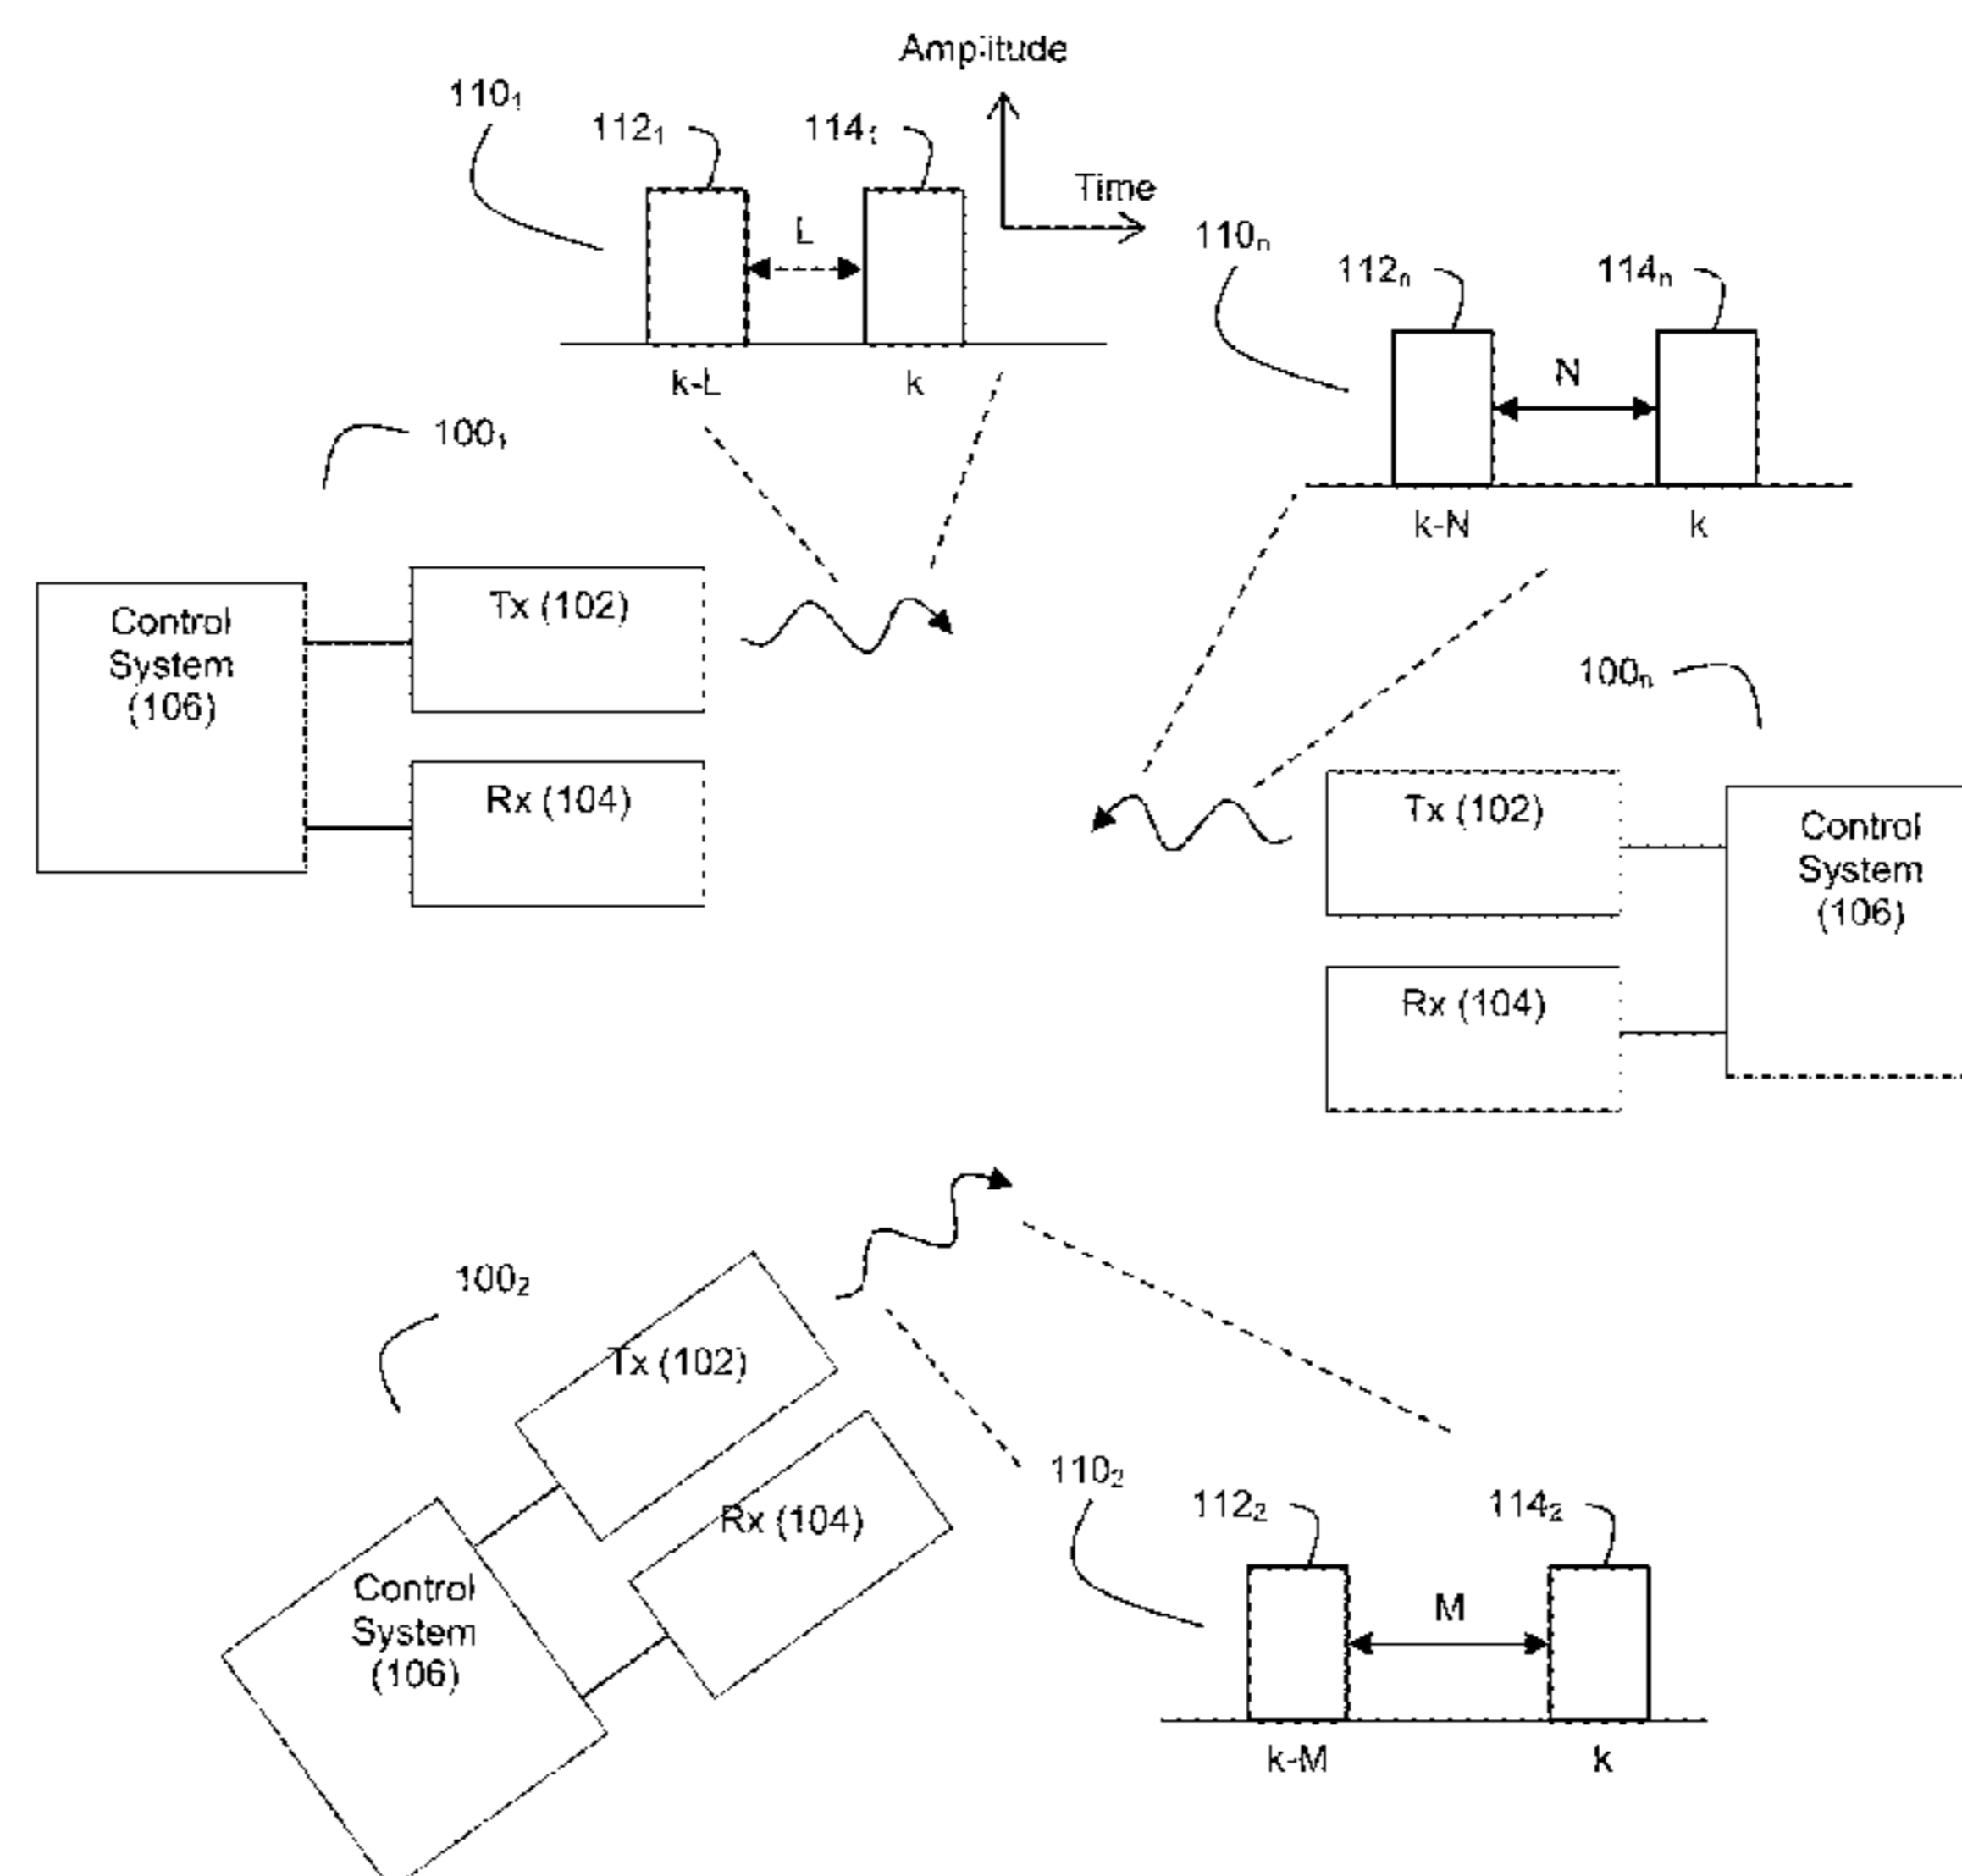 Amplitude
110₁
112₁
114₁
Time
L
110ₙ
112ₙ
114ₙ
k-L
k
N
100₁
k-N
k
Control
System
(106)
Tx (102)
Rx (104)
100ₙ
Tx (102)
Rx (104)
Control
System
(106)
100₂
Tx (102)
Rx (104)
Control
System
(106)
110₂
112₂
114₂
M
k-M
k